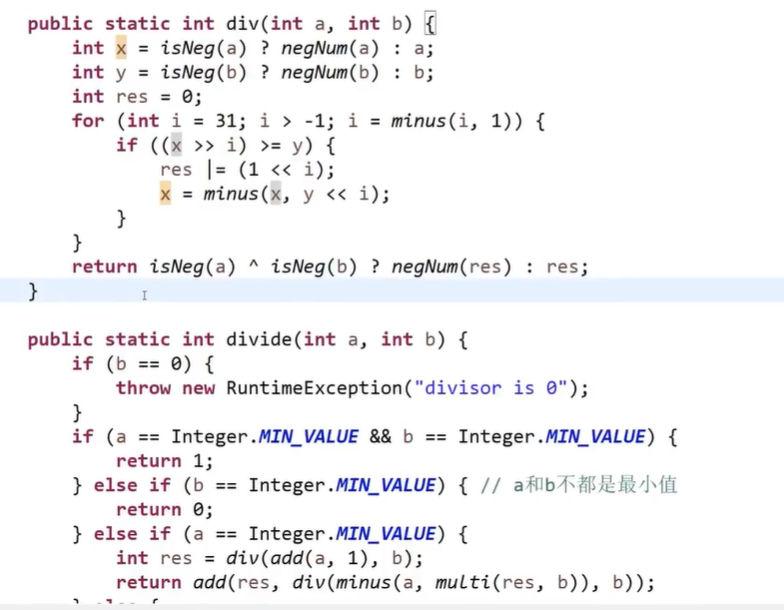 public static int div(int a, int b) {
int x = isNeg(a) ? negNum(a) : a;
int y = isNeg(b) ? negNum(b) : b;
int res = 0;
for (int i = 31; i > -1; i = minus(i, 1)) {
if ((x >> i) >= y) {
res |= (1 << i);
x = minus(x, y << i);
}
}
return isNeg(a) ^ isNeg(b) ? negNum(res) : res;
}
public static int divide(int a, int b) {
if (b == 0) {
throw new RuntimeException("divisor is 0");
}
if (a == Integer.MIN_VALUE && b == Integer.MIN_VALUE) {
return 1;
} else if (b == Integer.MIN_VALUE) { // a和b不都是最小值
return 0;
} else if (a == Integer.MIN_VALUE) {
int res = div(add(a, 1), b);
return add(res, div(minus(a, multi(res, b)), b));
} else {